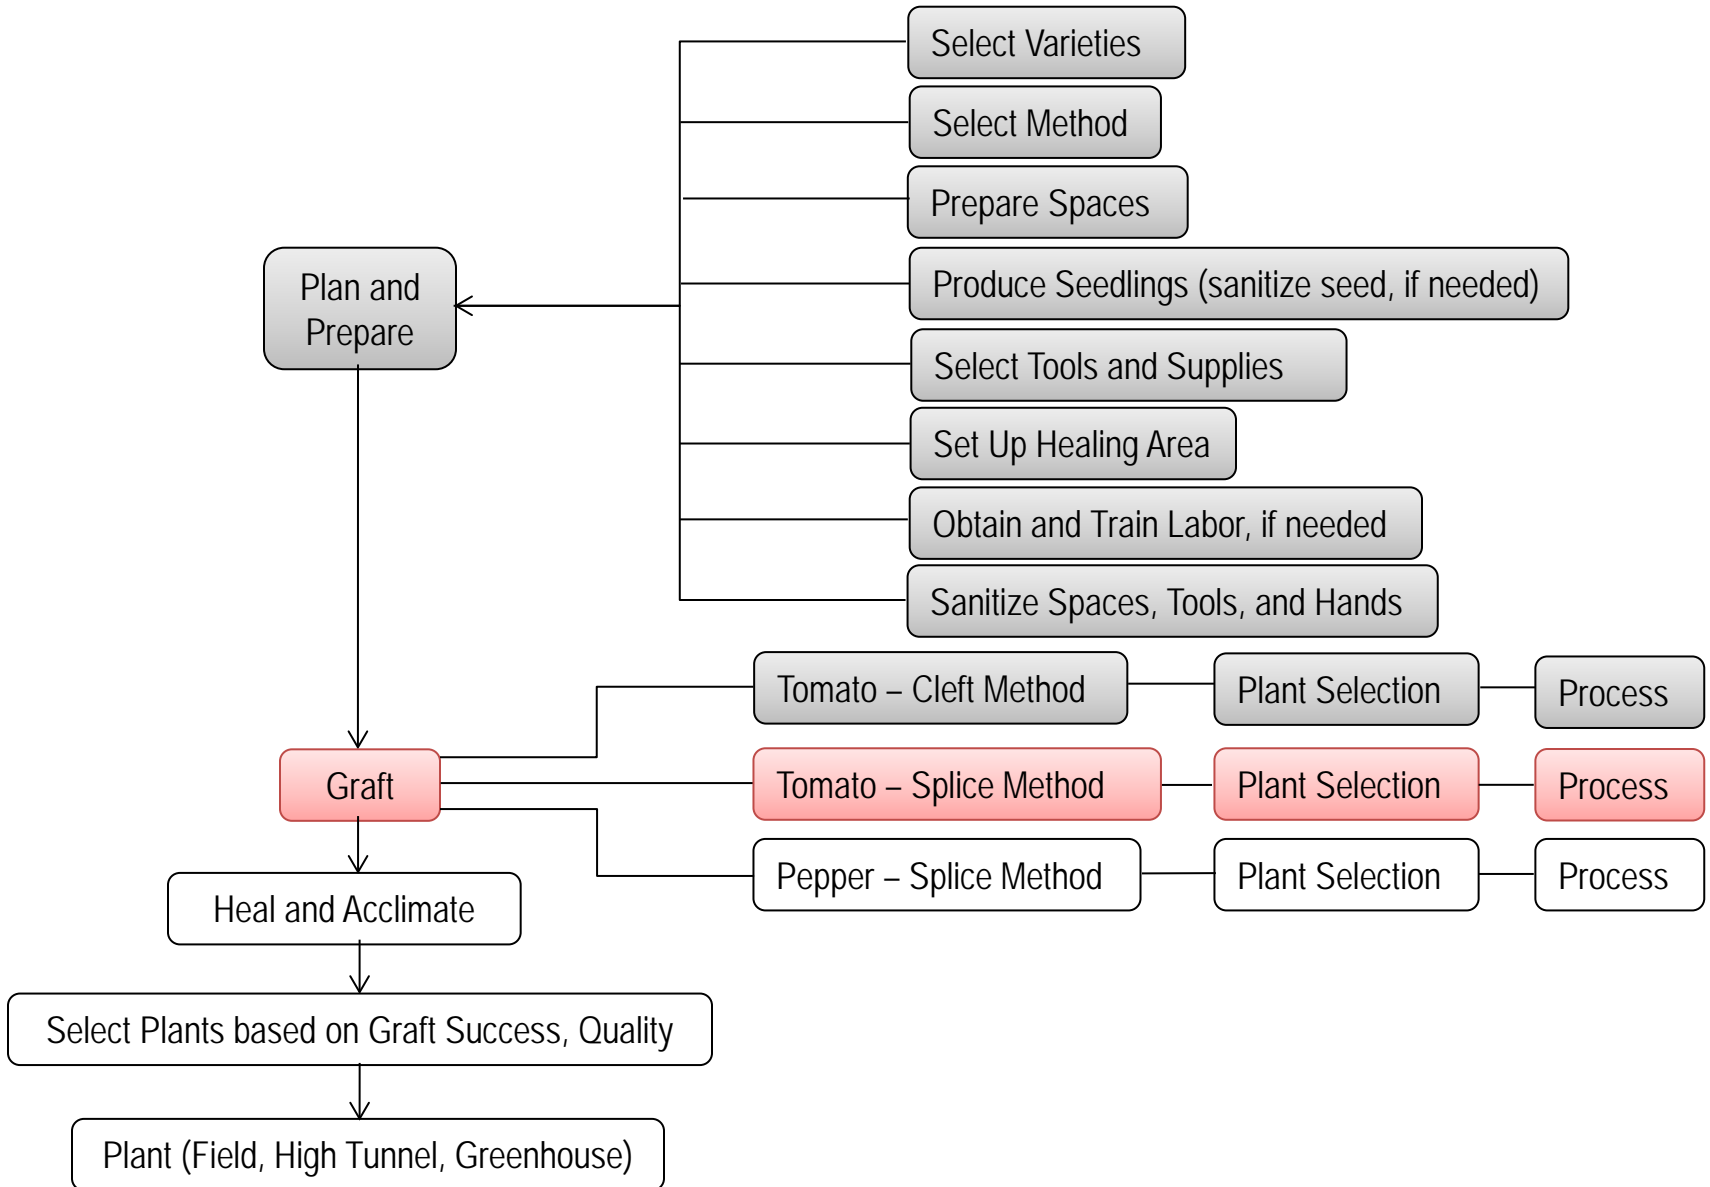 Select Varieties
Select Method
Prepare Spaces
Produce Seedlings (sanitize seed, if needed)
Plan and
Prepare
Select Tools and Supplies
Set Up Healing Area
Obtain and Train Labor, if needed
Sanitize Spaces, Tools, and Hands
Tomato – Cleft Method
Plant Selection
Process
Graft
Tomato – Splice Method
Plant Selection
Process
Pepper – Splice Method
Plant Selection
Process
Heal and Acclimate
Select Plants based on Graft Success, Quality
Plant (Field, High Tunnel, Greenhouse)